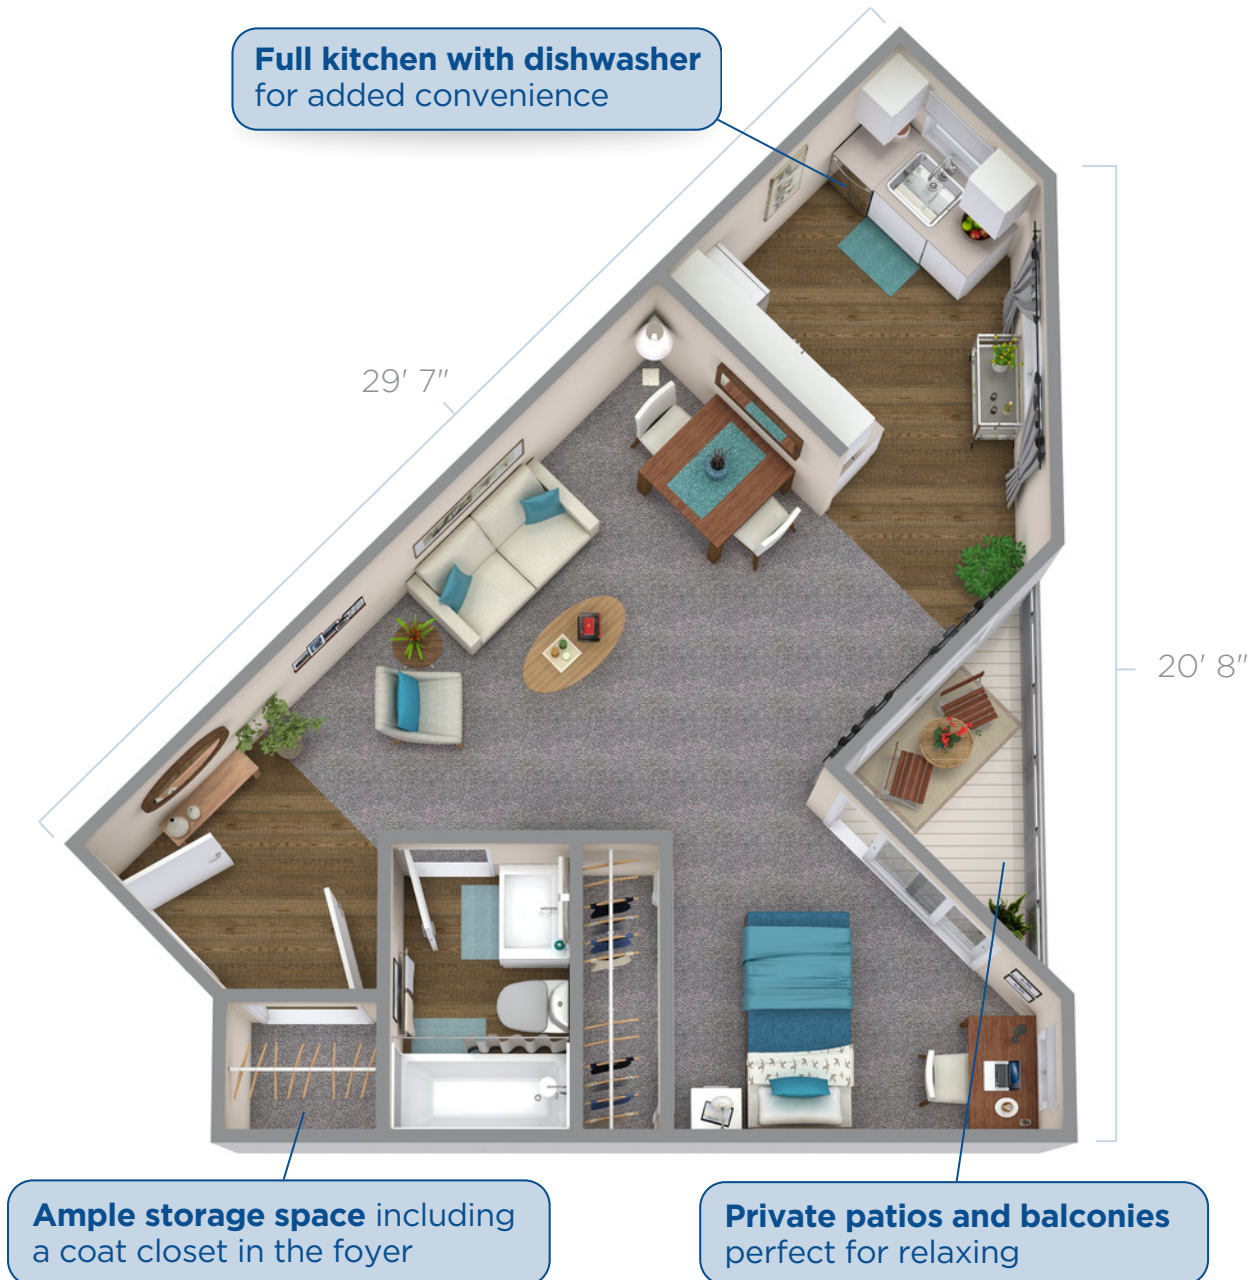 Full kitchen with dishwasher
for added convenience
29' 7"
20' 8"
Ample storage space including
a coat closet in the foyer
Private patios and balconies
perfect for relaxing